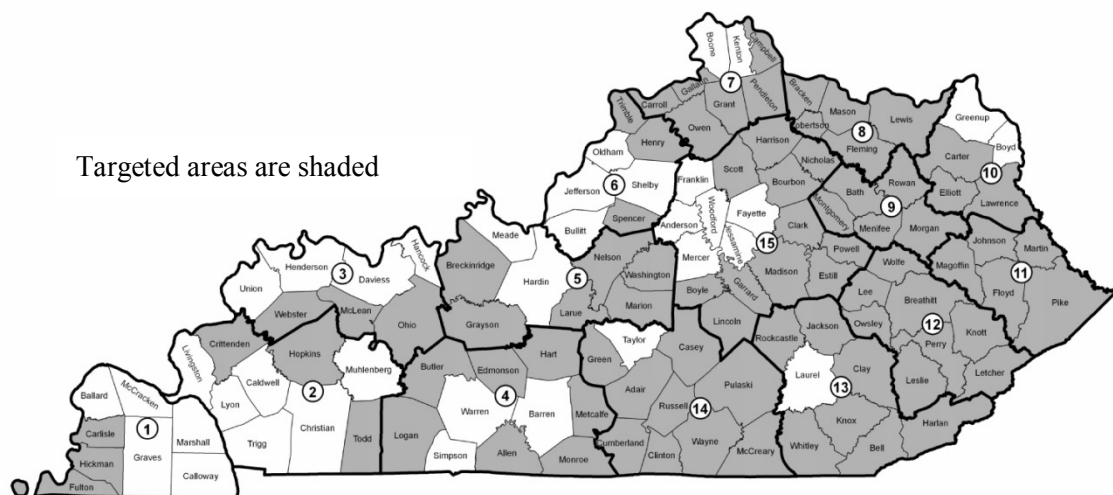 Targeted areas are shaded
Boone
Kenton
Campbell
7
Gallatin
Carroll
Trimble
Grant
Pendleton
Owen
Henry
Bracken
Mason
Lewis
Robertson
8
Fleming
Greenup
Boyd
Carter
10
Elliott
Lawrence
Oldham
Jefferson
6
Shelby
Spencer
Bullitt
Harrison
Scott
Nicholas
Bourbon
Franklin
Woodford
Fayette
Anderson
Jessamine
Mercer
15
Clark
Madison
Boyle
Garrard
Lincoln
Estill
Powell
Montgomery
Bath
Rowan
9
Menifee
Morgan
Johnson
Martin
Magoffin
11
Floyd
Pike
Wolfe
Lee
Breathitt
Owsley
12
Knott
Perry
Leslie
Letcher
Meade
Breckinridge
Hardin
5
Nelson
Washington
Larue
Marion
Grayson
Hancock
Henderson
3
Daviess
Union
Webster
McLean
Ohio
Crittenden
Livingston
Hopkins
Caldwell
Muhlenberg
Lyon
2
Christian
Trigg
Todd
Ballard
McCracken
1
Carlisle
Marshall
Hickman
Graves
Calloway
Fulton
Butler
Edmonson
Hart
4
Warren
Barren
Metcalfe
Logan
Simpson
Allen
Monroe
Taylor
Green
Casey
Adair
Pulaski
Russell
14
Cumberland
Clinton
Wayne
McCreary
Rockcastle
Jackson
Laurel
Clay
13
Knox
Whitley
Bell
Harlan